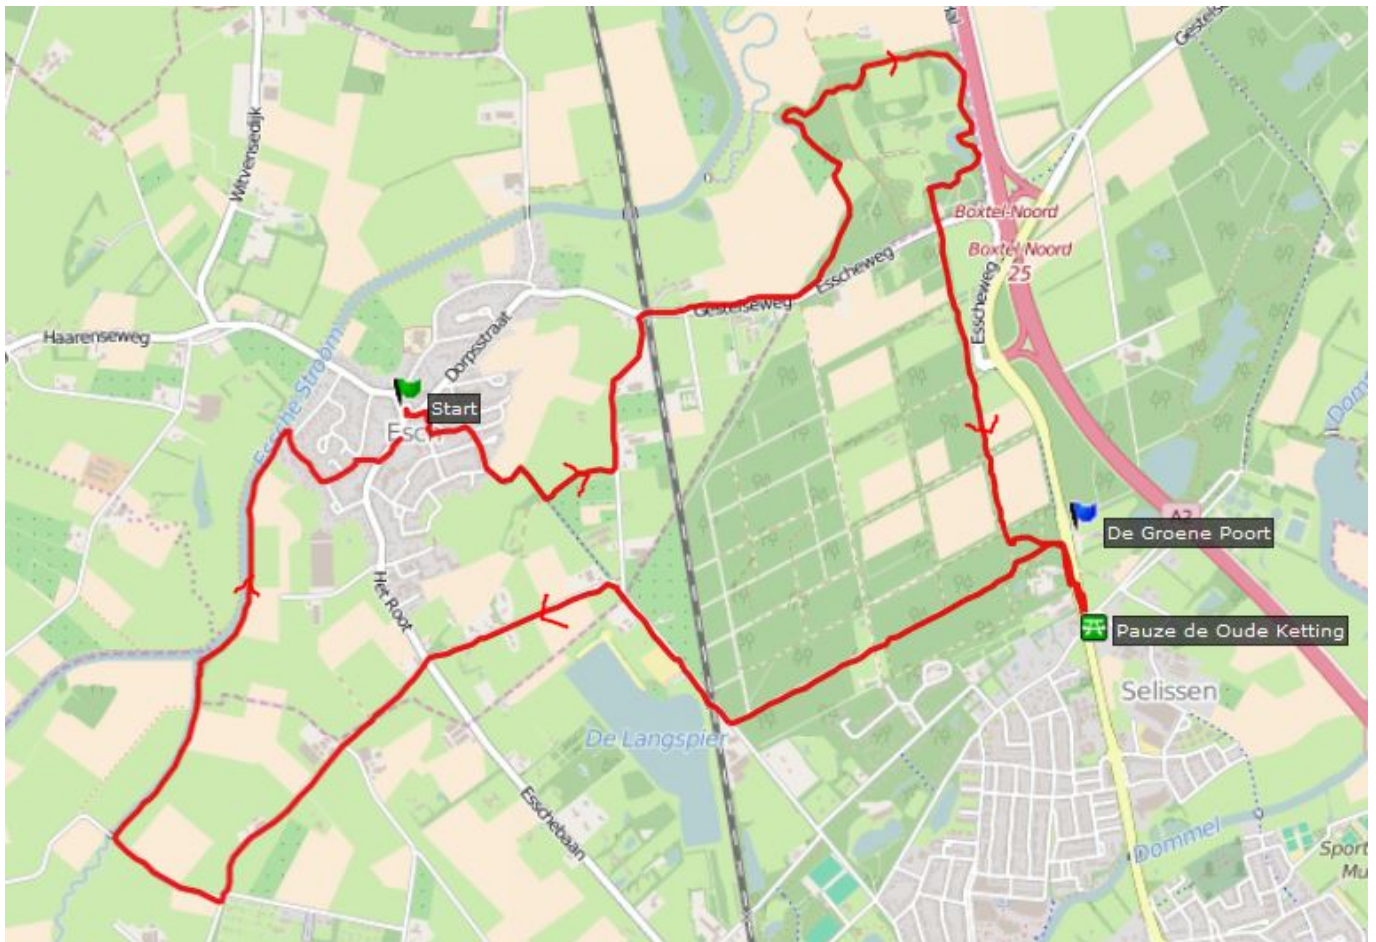 Gestelse
Witvensedijk
Boxtel-Noord
Boxtel Noord
25
Esscheweg
Esscheweg
Gestelseweg
Haarenseweg
Essche Stroom
Dorpsstraat
Start
Esch
A2
De Groene Poort
Het Root
Pauze de Oude Ketting
Selissen
De Langspier
Esschebaan
Dommel
Sport
Mu